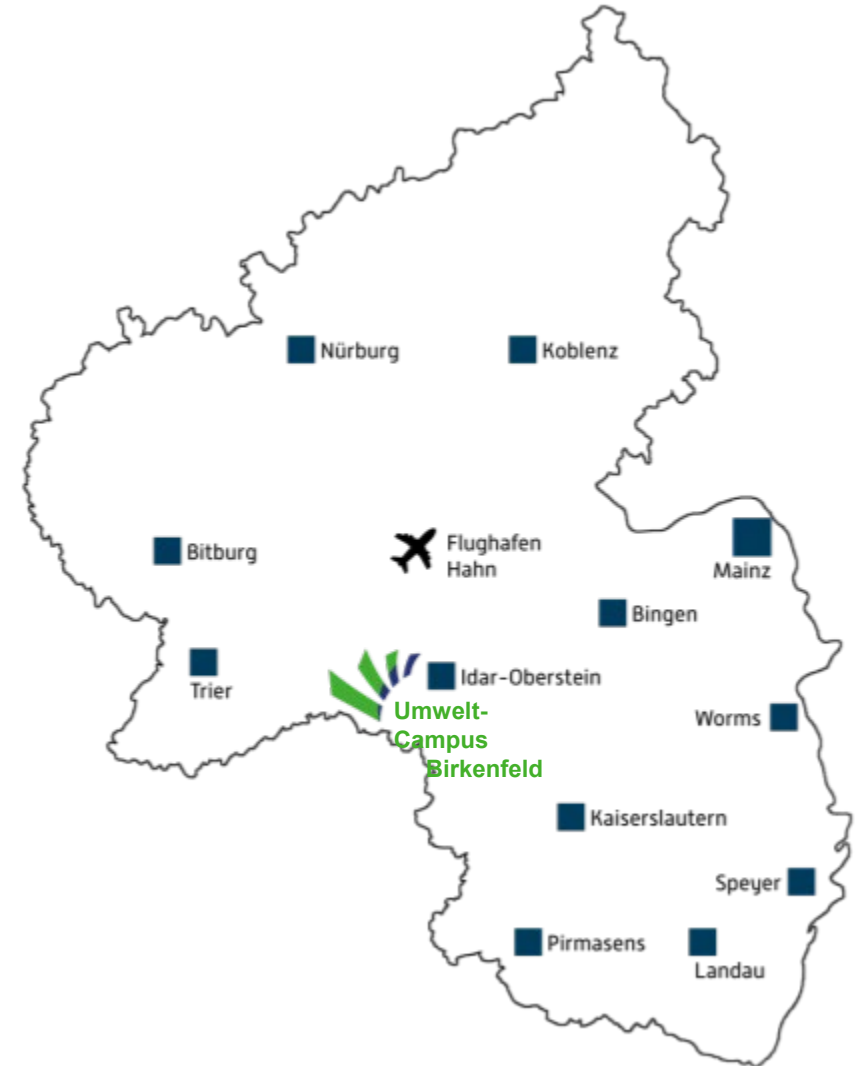 Nürburg
Koblenz
Bitburg
Flughafen
Hahn
Mainz
Bingen
Trier
Idar-Oberstein
Umwelt-
Campus
Birkenfeld
Worms
Kaiserslautern
Speyer
Pirmasens
Landau